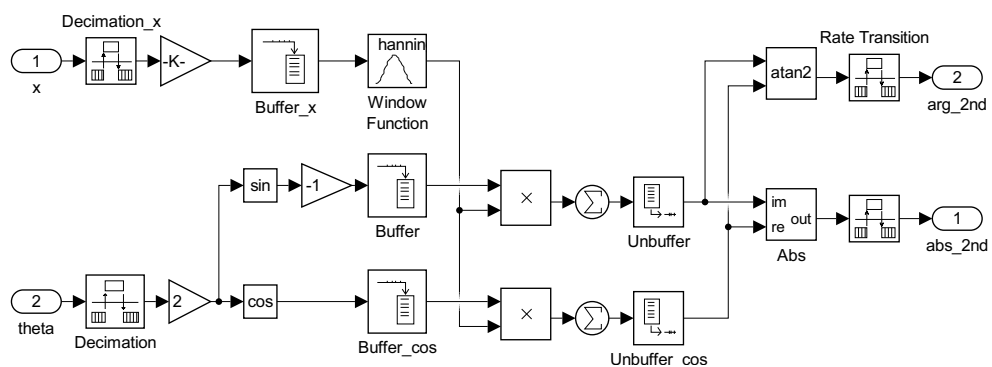 Decimation_x
1
x
-K-
Buffer_x
hannin
Window
Function
Rate Transition
atan2
2
arg_2nd
sin
-1
Buffer
×
Σ
Unbuffer
im
re
out
Abs
1
abs_2nd
2
theta
Decimation
2
cos
Buffer_cos
×
Σ
Unbuffer_cos